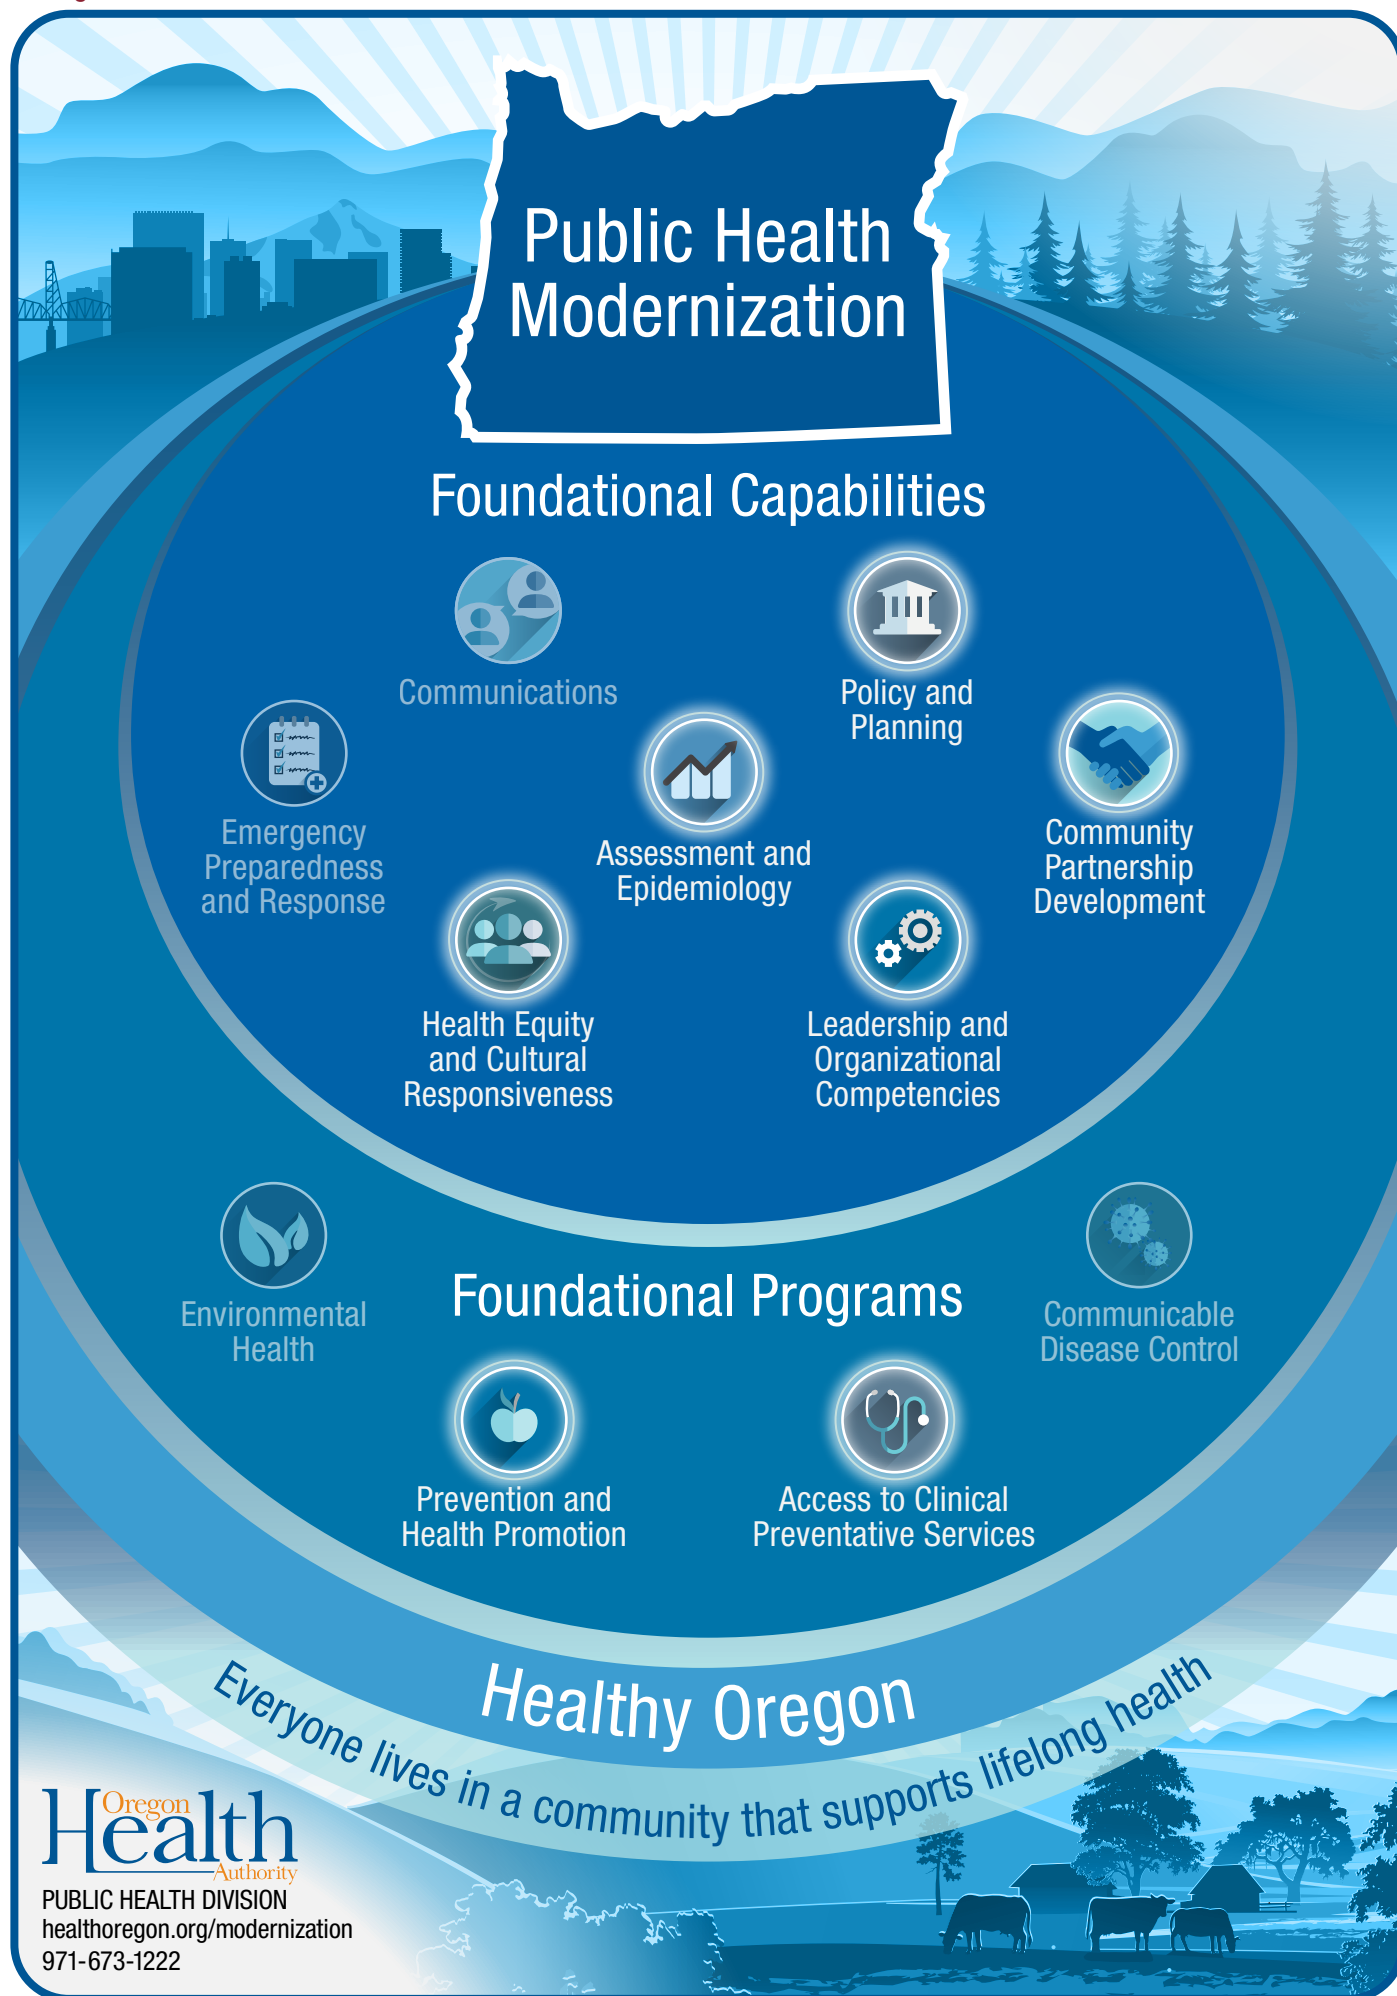 Public Health
Modernization
Foundational Capabilities
Communications
Policy and
Planning
Emergency
Preparedness
and Response
Assessment and
Epidemiology
Community
Partnership
Development
Health Equity
and Cultural
Responsiveness
Leadership and
Organizational
Competencies
Environmental
Health
Foundational Programs
Communicable
Disease Control
Prevention and
Health Promotion
Access to Clinical
Preventative Services
Healthy Oregon
Everyone lives in a community that supports lifelong health
Oregon
Health
Authority
PUBLIC HEALTH DIVISION
healthoregon.org/modernization
971-673-1222